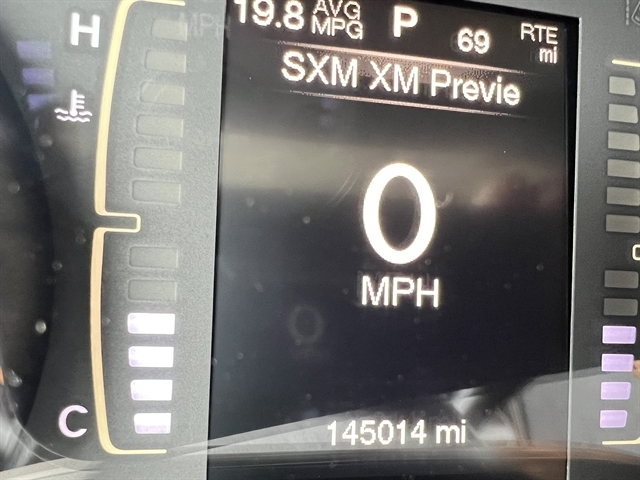 H
19.8 AVG MPG
P
69
RTE mi
SXM XM Previe
0
MPH
C
145014 mi